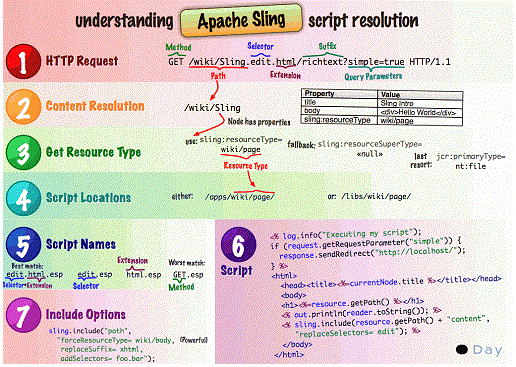 understanding Apache Sling script resolution
Method
Selector
Suffix
1 HTTP Request
GET /wiki/Sling.edit.html/richtext?simple=true HTTP/1.1
Path
Extension
Query Parameters
2 Content Resolution
/wiki/Sling
Node has properties
Property Value
title Sling Intro
body <div>Hello World</div>
sling:resourceType wiki/page
3 Get Resource Type
use: sling:resourceType=
wiki/page
Resource Type
fallback: sling:resourceSuperType=
<null>
last resort: jcr:primaryType=
nt:file
4 Script Locations
either: /apps/wiki/page/
or: /libs/wiki/page/
5 Script Names
Best match:
Extension
Worst match:
edit.html.esp edit.esp html.esp GET.esp
Selector+Extension
Selector
Method
6 Script
<% log.info("Executing my script");
if (request.getRequestParameter("simple")) {
response.sendRedirect("http://localhost/");
} %>
<html>
<head><title><%=currentNode.title %></title></head>
<body>
<h1><%=resource.getPath() %></h1>
<% out.println(reader.toString()); %>
<% sling.include(resource.getPath() + "content",
"replaceSelectors= edit"); %>
</body>
</html>
7 Include Options
sling.include("path",
"forceResourceType= wiki/body, (Powerful)
replaceSuffix= xhtml,
addSelectors= foo.bar");
Day